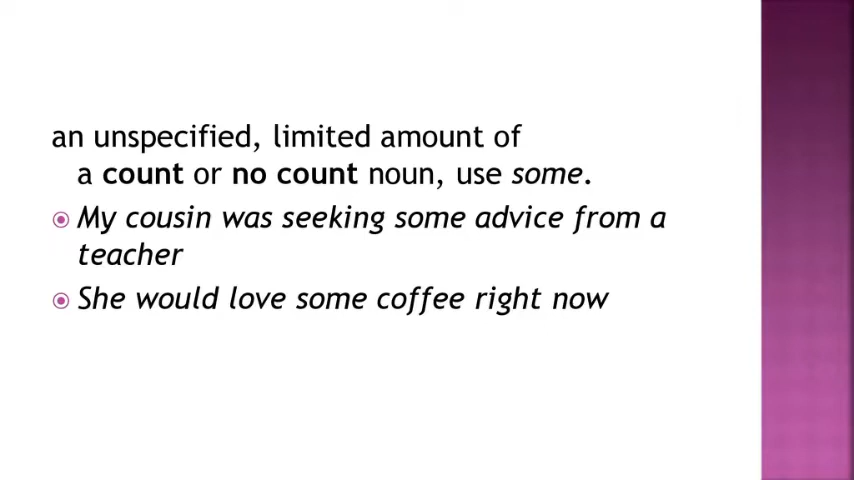 an unspecified, limited amount of
a count or no count noun, use some.
My cousin was seeking some advice from a
teacher
She would love some coffee right now